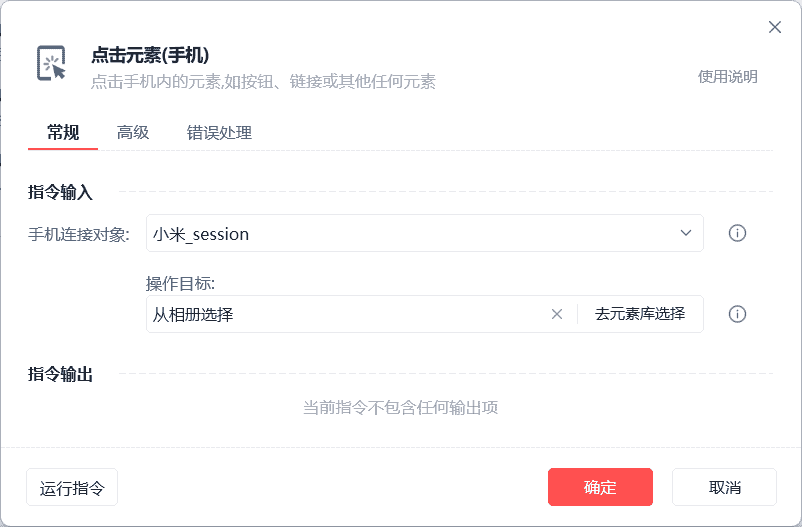 点击元素(手机)
点击手机内的元素,如按钮、链接或其他任何元素
使用说明
常规 高级 错误处理
指令输入
手机连接对象: 小米_session
操作目标:
从相册选择 去元素库选择
指令输出
当前指令不包含任何输出项
运行指令 确定 取消